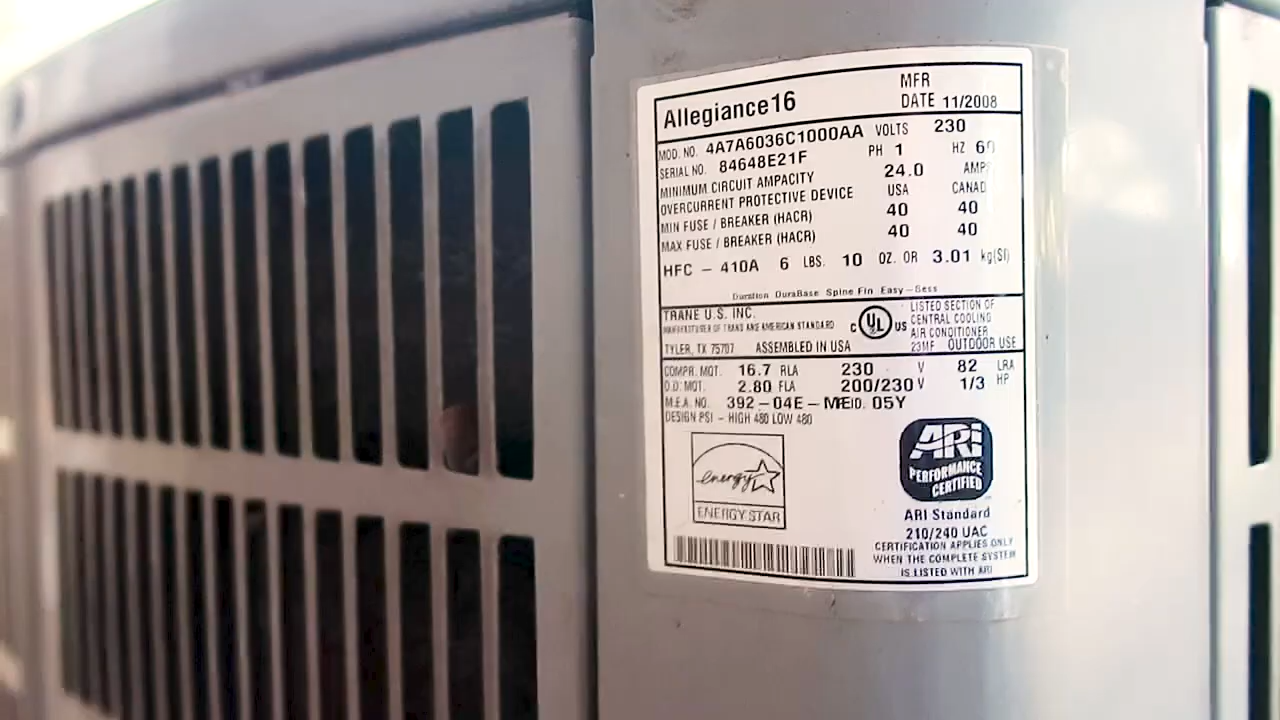 Allegiance16
MFR
DATE 11/2008
MOD. NO. 4A7A6036C1000AA VOLTS 230
SERIAL NO. 84648E21F PH 1 HZ 60
MINIMUM CIRCUIT AMPACITY 24.0 AMP
OVERCURRENT PROTECTIVE DEVICE USA CANAD
MIN FUSE / BREAKER (HACR) 40 40
MAX FUSE / BREAKER (HACR) 40 40
HFC - 410A 6 LBS. 10 OZ. OR 3.01 kg(SI)
Duration DuraBase Spine Fin Easy-Sess
TRANE U.S. INC.
MANUFACTURER OF TRANE AND AMERICAN STANDARD
TYLER, TX 75707 ASSEMBLED IN USA
C UL US
LISTED SECTION OF
CENTRAL COOLING
AIR CONDITIONER
23MF OUTDOOR USE
COMPR. MOT. 16.7 RLA 230 V 82 LRA
O.D. MOT. 2.80 FLA 200/230 V 1/3 HP
M.E.A. NO. 392-04E-M EID. 05Y
DESIGN PSI - HIGH 480 LOW 480
energy
ENERGY STAR
ARI
PERFORMANCE
CERTIFIED
ARI Standard
210/240 UAC
CERTIFICATION APPLIES ONLY
WHEN THE COMPLETE SYSTEM
IS LISTED WITH ARI